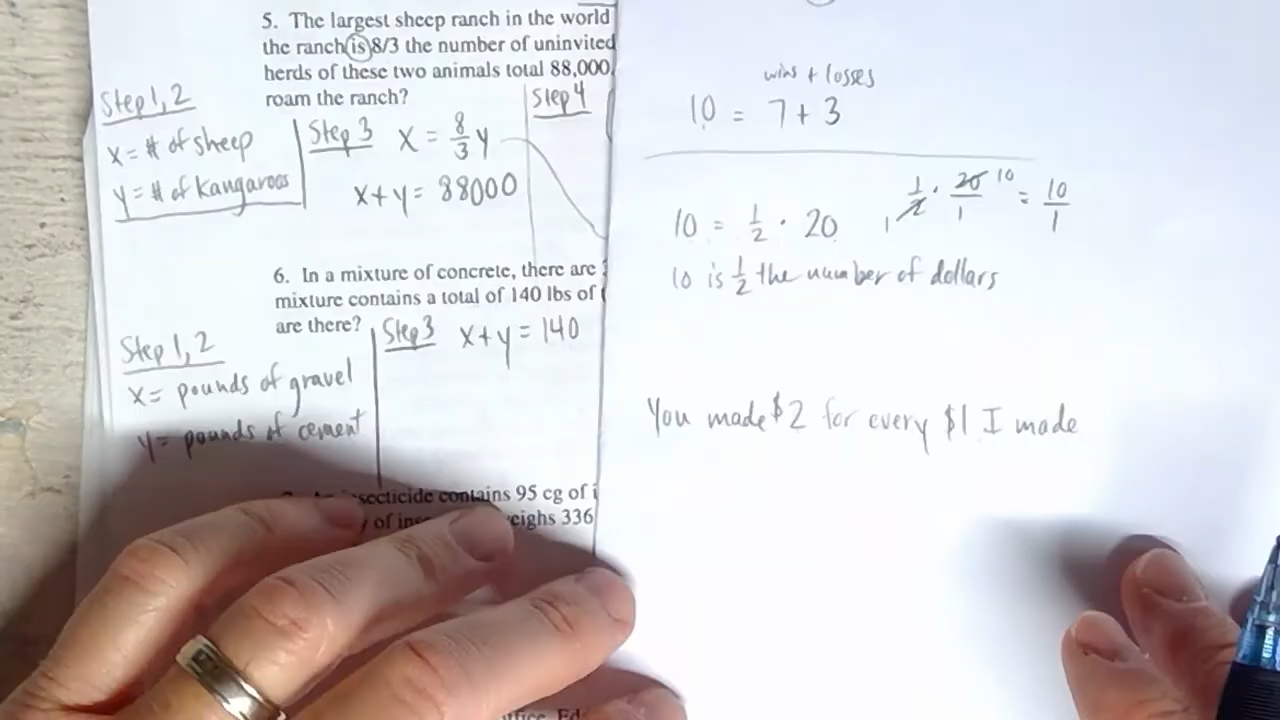 5. The largest sheep ranch in the world
the ranch is 8/3 the number of uninvited
herds of these two animals total 88,000
roam the ranch?
Step 1, 2
x = # of sheep
y = # of Kangaroos
Step 3 x = 8/3 y
x + y = 88000
Step 4
6. In a mixture of concrete, there are
mixture contains a total of 140 lbs of
are there?
Step 1, 2
x = pounds of gravel
y = pounds of cement
Step 3 x + y = 140
insecticide contains 95 cg of
of weighs 336
wins + losses
10 = 7 + 3
10 = 1/2 · 20
1 1/2 · 20/1 10 = 10/1
10 is 1/2 the number of dollars
You made $2 for every $1 I made